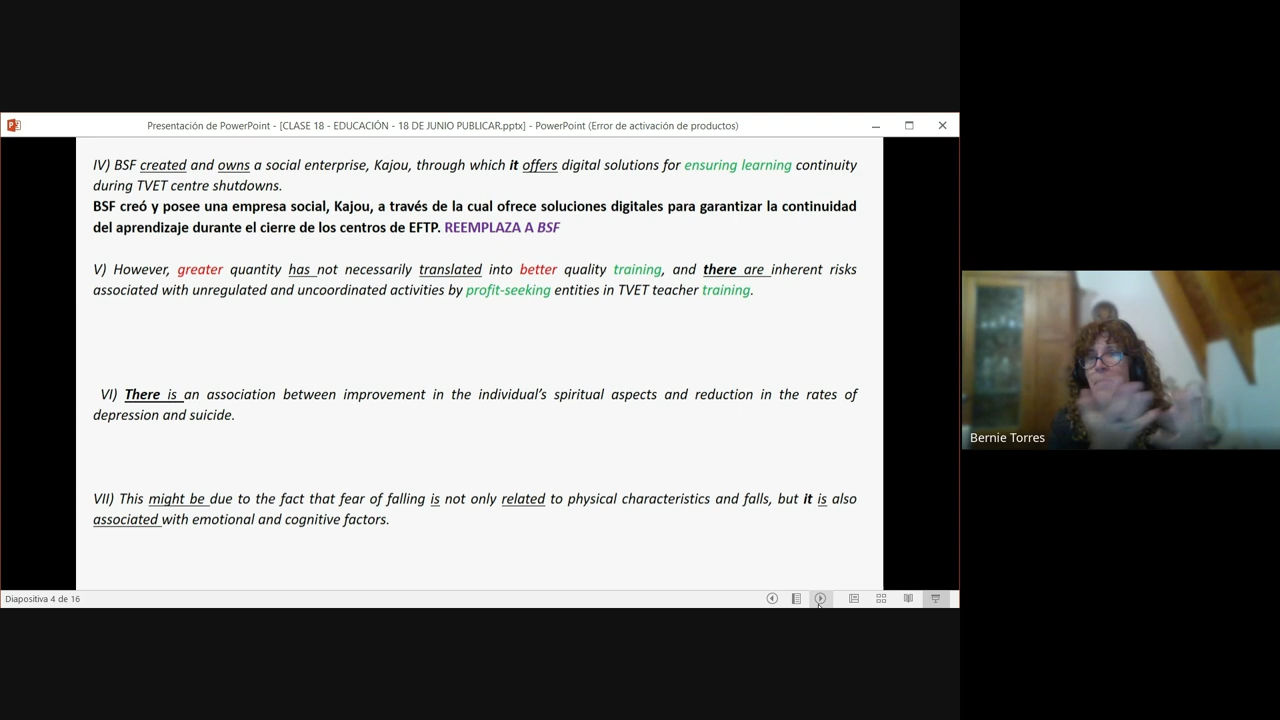 Presentación de PowerPoint - [CLASE 18 - EDUCACIÓN - 18 DE JUNIO PUBLICAR.pptx] - PowerPoint (Error de activación de productos)
IV) BSF created and owns a social enterprise, Kajou, through which it offers digital solutions for ensuring learning continuity
during TVET centre shutdowns.
BSF creó y posee una empresa social, Kajou, a través de la cual ofrece soluciones digitales para garantizar la continuidad
del aprendizaje durante el cierre de los centros de EFTP. REEMPLAZA A BSF
V) However, greater quantity has not necessarily translated into better quality training, and there are inherent risks
associated with unregulated and uncoordinated activities by profit-seeking entities in TVET teacher training.
VI) There is an association between improvement in the individual's spiritual aspects and reduction in the rates of
depression and suicide.
VII) This might be due to the fact that fear of falling is not only related to physical characteristics and falls, but it is also
associated with emotional and cognitive factors.
Bernie Torres
Diapositiva 4 de 16